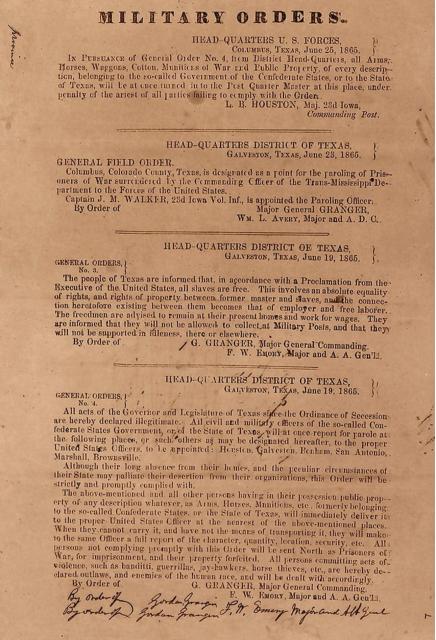 MILITARY ORDERS.
HEAD-QUARTERS U. S. FORCES,
COLUMBUS, TEXAS, June 25, 1865.
IN PURSUANCE of General Order No. 4, from District Head-Quarters, all Arms,
Horses, Waggons, Cotton, Munitions of War and Public Property, of every descrip-
tion, belonging to the so-called Government of the Confederate States, or to the State
of Texas, will be at once turned in to the Post Quarter Master at this place, under
penalty of the arrest of all parties failing to comply with the Order.
L. B. HOUSTON, Maj. 23d Iowa,
Commanding Post.
HEAD-QUARTERS DISTRICT OF TEXAS,
GALVESTON, TEXAS, June 23, 1865.
GENERAL FIELD ORDER.
Columbus, Colorado County, Texas, is designated as a point for the paroling of Pris-
oners of War surrendered by the Commanding Officer of the Trans-Mississippi De-
partment to the Forces of the United States.
Captain J. M. WALKER, 23d Iowa Vol. Inf., is appointed the Paroling Officer.
By Order of Major General GRANGER,
WM. L. AVERY, Major and A. D. C.
HEAD-QUARTERS DISTRICT OF TEXAS,
GALVESTON, TEXAS, June 19, 1865.
GENERAL ORDERS,
No. 3.
The people of Texas are informed that, in accordance with a Proclamation from the
Executive of the United States, all slaves are free. This involves an absolute equality
of rights, and rights of property between former master and slaves, and the connec-
tion heretofore existing between them becomes that of employer and free laborer.
The freedmen are advised to remain at their present homes and work for wages. They
are informed that they will not be allowed to collect at Military Posts, and that they
will not be supported in idleness, there or elsewhere.
By Order of G. GRANGER, Major General Commanding.
F. W. EMORY, Major and A. A. Gen'll.
HEAD-QUARTERS DISTRICT OF TEXAS,
GALVESTON, TEXAS, June 19, 1865.
GENERAL ORDERS,
No. 4.
All acts of the Governor and Legislature of Texas since the Ordinance of Secession
are hereby declared illegitimate. All civil and military officers of the so-called Con-
federate States Government, or of the State of Texas, will at once report for parole at
the following places, or such others as may be designated hereafter, to the proper
United States Officers, to be appointed: Houston, Galveston, Bonham, San Antonio,
Marshall, Brownsville.
Although their long absence from their homes, and the peculiar circumstances of
their State may palliate their desertion from their organizations, this Order will be
strictly and promptly complied with.
The above-mentioned and all other persons having in their possession public prop-
erty of any description whatever, as Arms, Horses, Munitions, etc. formerly belonging
to the so-called Confederate States, or the State of Texas, will immediately deliver it
to the proper United States Officer at the nearest of the above-mentioned places.
When they cannot carry it, and have not the means of transporting it, they will make
to the same Officer a full report of the character, quantity, location, security, etc. All
persons not complying promptly with this Order will be sent North as Prisoners of
War, for imprisonment, and their property forfeited. All persons committing acts of
violence, such as banditti, guerrillas, jay-hawkers, horse thieves, etc., are hereby de-
clared outlaws, and enemies of the human race, and will be dealt with accordingly.
By Order of G. GRANGER, Major General Commanding.
F. W. EMORY, Major and A. A. Gen'll.
By order of Gordon Granger
By order of Gordon Granger F. W. Emory Major and A A Genl